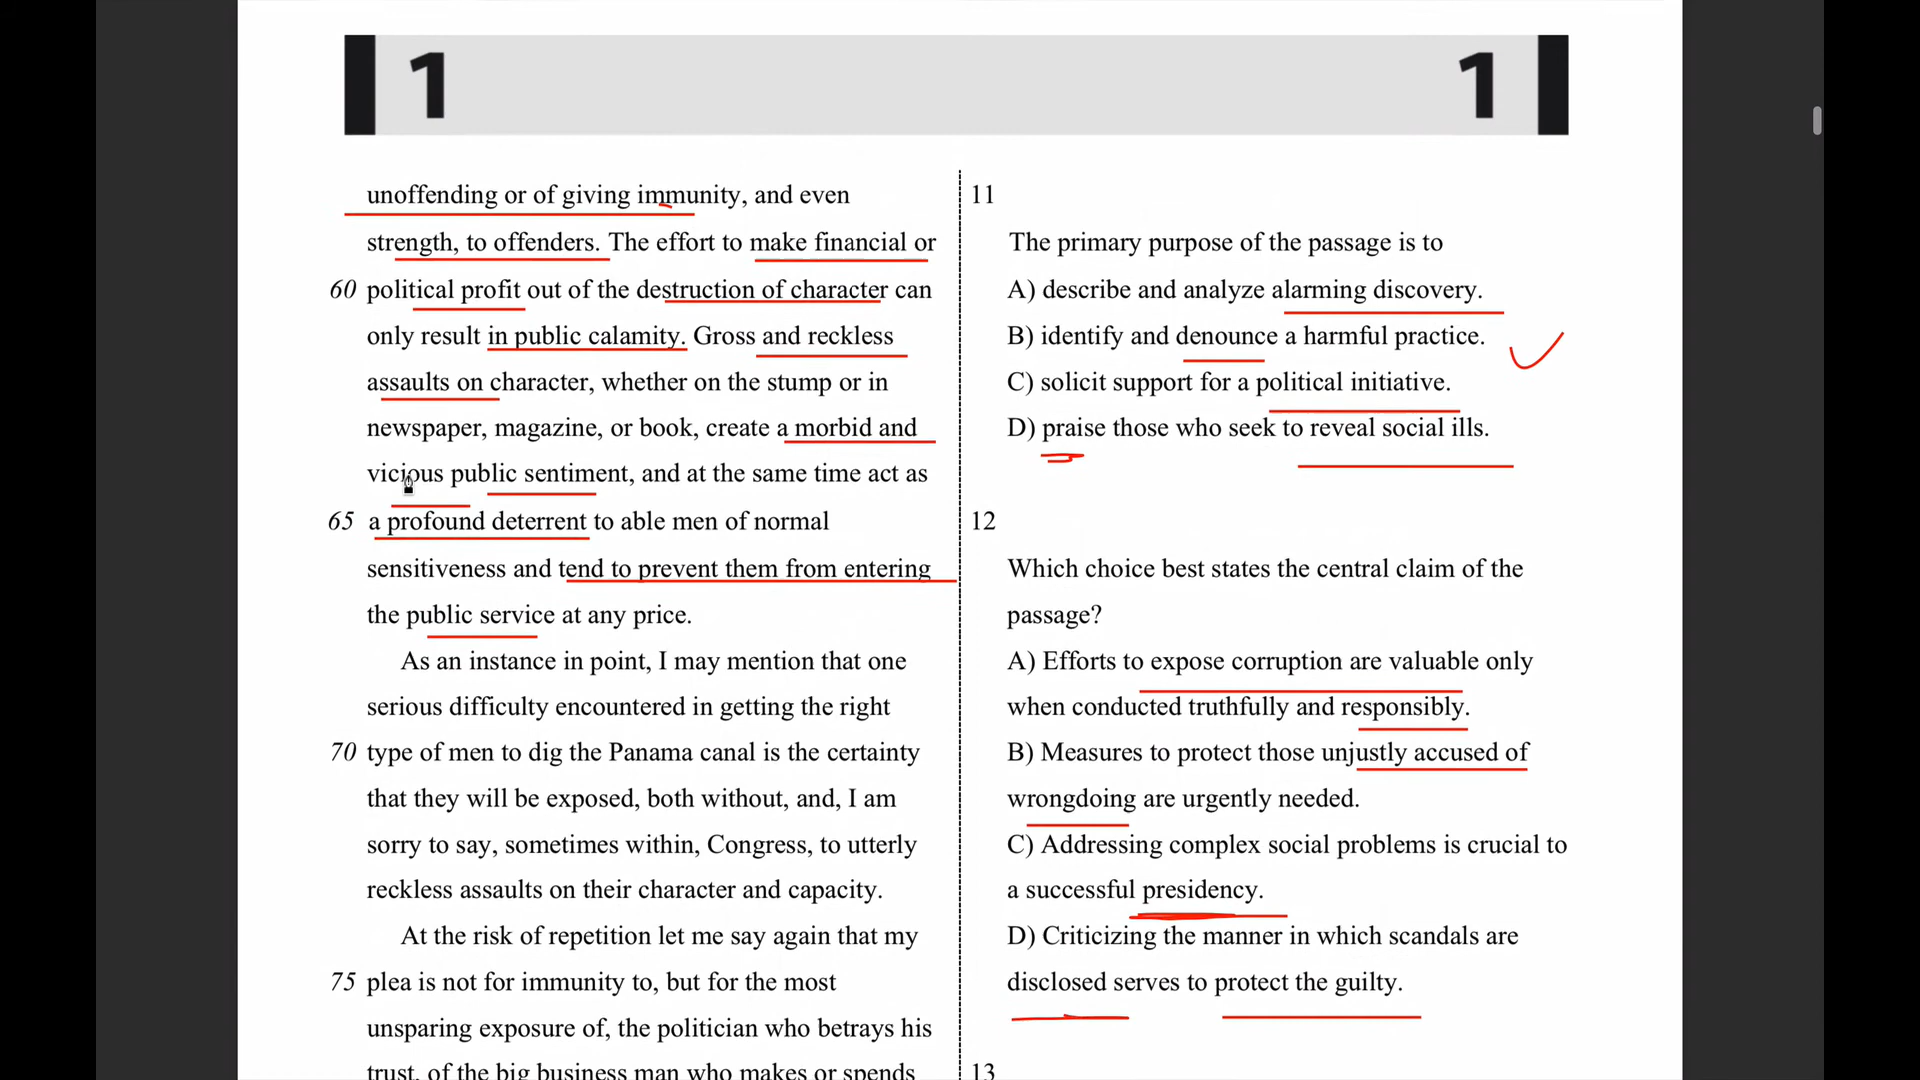 1 1
unoffending or of giving immunity, and even
strength, to offenders. The effort to make financial or
60 political profit out of the destruction of character can
only result in public calamity. Gross and reckless
assaults on character, whether on the stump or in
newspaper, magazine, or book, create a morbid and
vicious public sentiment, and at the same time act as
65 a profound deterrent to able men of normal
sensitiveness and tend to prevent them from entering
the public service at any price.
As an instance in point, I may mention that one
serious difficulty encountered in getting the right
70 type of men to dig the Panama canal is the certainty
that they will be exposed, both without, and, I am
sorry to say, sometimes within, Congress, to utterly
reckless assaults on their character and capacity.
At the risk of repetition let me say again that my
75 plea is not for immunity to, but for the most
unsparing exposure of, the politician who betrays his
trust, of the big business man who makes or spends
11
The primary purpose of the passage is to
A) describe and analyze alarming discovery.
B) identify and denounce a harmful practice.
C) solicit support for a political initiative.
D) praise those who seek to reveal social ills.
12
Which choice best states the central claim of the
passage?
A) Efforts to expose corruption are valuable only
when conducted truthfully and responsibly.
B) Measures to protect those unjustly accused of
wrongdoing are urgently needed.
C) Addressing complex social problems is crucial to
a successful presidency.
D) Criticizing the manner in which scandals are
disclosed serves to protect the guilty.
13